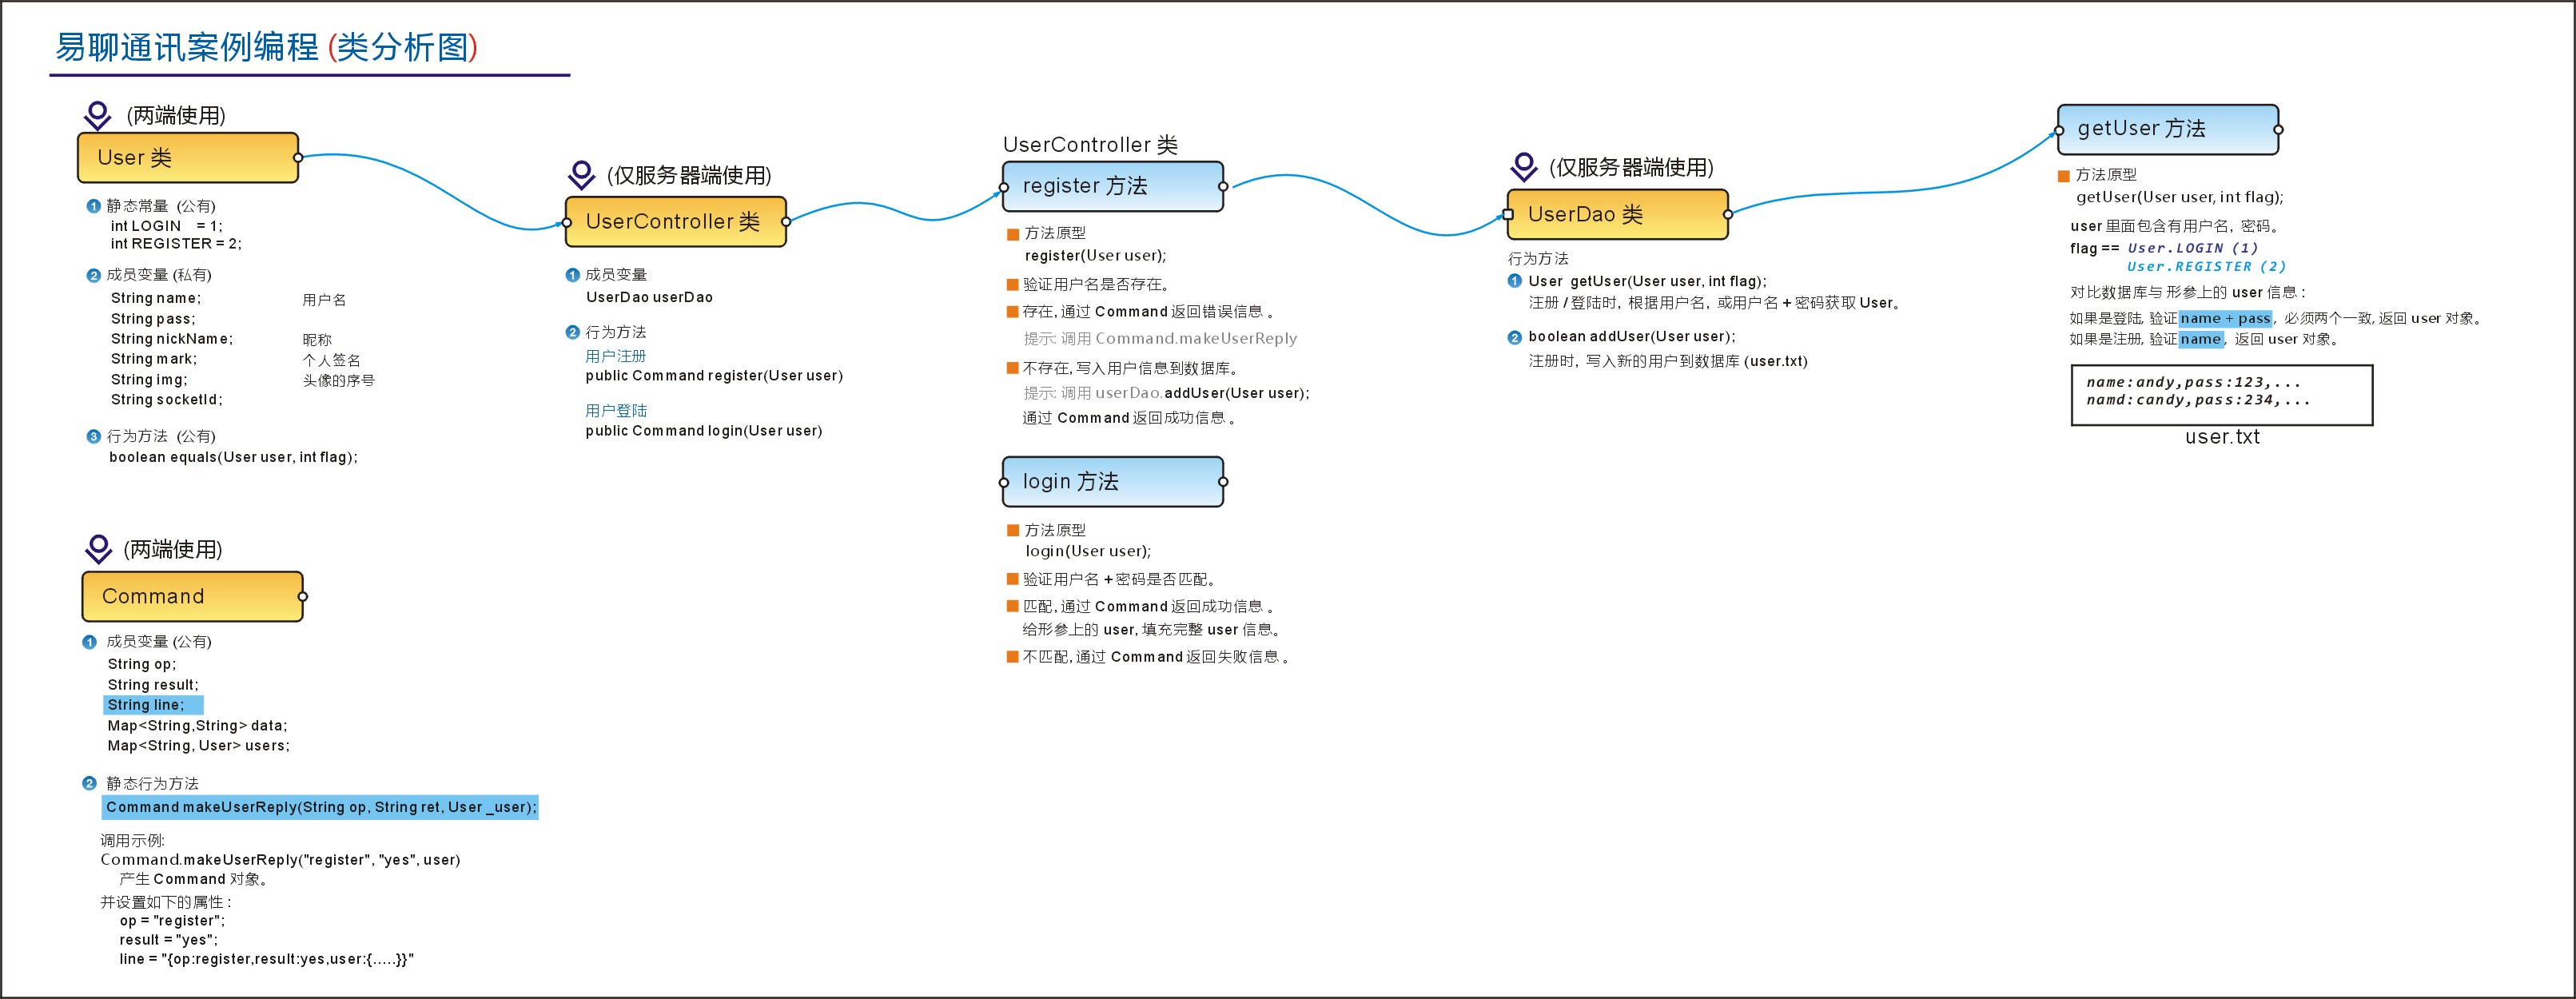 易聊通讯案例编程 (类分析图)
(两端使用)
User 类
1 静态常量 (公有)
int LOGIN = 1;
int REGISTER = 2;
2 成员变量 (私有)
String name; 用户名
String pass;
String nickName; 昵称
String mark; 个人签名
String img; 头像的序号
String socketId;
3 行为方法 (公有)
boolean equals(User user, int flag);
(两端使用)
Command
1 成员变量 (公有)
String op;
String result;
String line;
Map<String,String> data;
Map<String, User> users;
2 静态行为方法
Command makeUserReply(String op, String ret, User _user);
调用示例:
Command.makeUserReply("register", "yes", user)
产生 Command 对象。
并设置如下的属性 :
op = "register";
result = "yes";
line = "{op:register,result:yes,user:{.....}}"
(仅服务器端使用)
UserController 类
1 成员变量
UserDao userDao
2 行为方法
用户注册
public Command register(User user)
用户登陆
public Command login(User user)
UserController 类
register 方法
方法原型
register(User user);
验证用户名是否存在。
存在, 通过 Command 返回错误信息 。
提示: 调用 Command.makeUserReply
不存在, 写入用户信息到数据库。
提示: 调用 userDao.addUser(User user);
通过 Command 返回成功信息 。
login 方法
方法原型
login(User user);
验证用户名 +密码是否匹配。
匹配, 通过 Command 返回成功信息 。
给形参上的 user, 填充完整 user 信息。
不匹配, 通过 Command 返回失败信息 。
(仅服务器端使用)
UserDao 类
行为方法
1 User getUser(User user, int flag);
注册 / 登陆时, 根据用户名, 或用户名 + 密码获取 User。
2 boolean addUser(User user);
注册时, 写入新的用户到数据库 (user.txt)
getUser 方法
方法原型
getUser(User user, int flag);
user 里面包含有用户名, 密码。
flag == User.LOGIN (1)
User.REGISTER (2)
对比数据库与 形参上的 user 信息 :
如果是登陆, 验证 name + pass, 必须两个一致, 返回 user 对象。
如果是注册, 验证 name, 返回 user 对象。
name:andy,pass:123,...
namd:candy,pass:234,...
user.txt